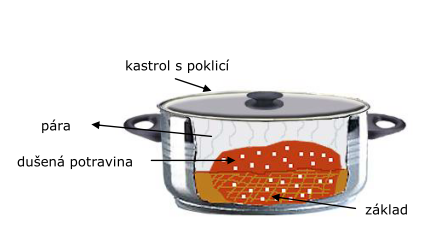 kastrol s poklicí
pára
dušená potravina
základ